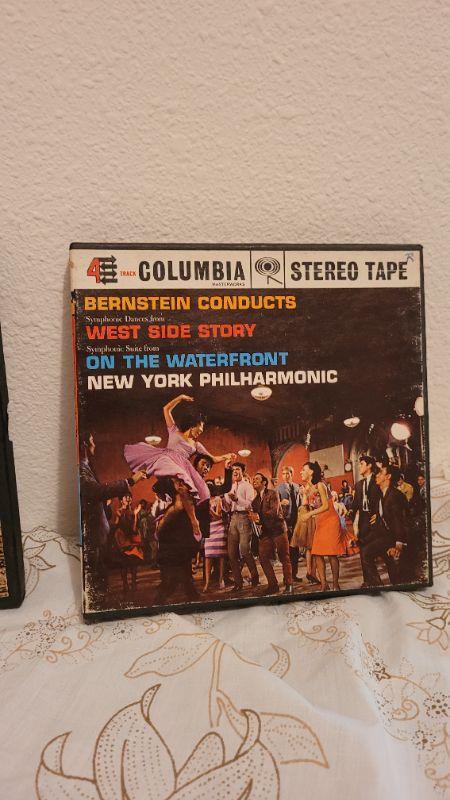 4 TRACK COLUMBIA STEREO TAPE
MASTERWORKS
BERNSTEIN CONDUCTS
Symphonic Dances from
WEST SIDE STORY
Symphonic Suite from
ON THE WATERFRONT
NEW YORK PHILHARMONIC